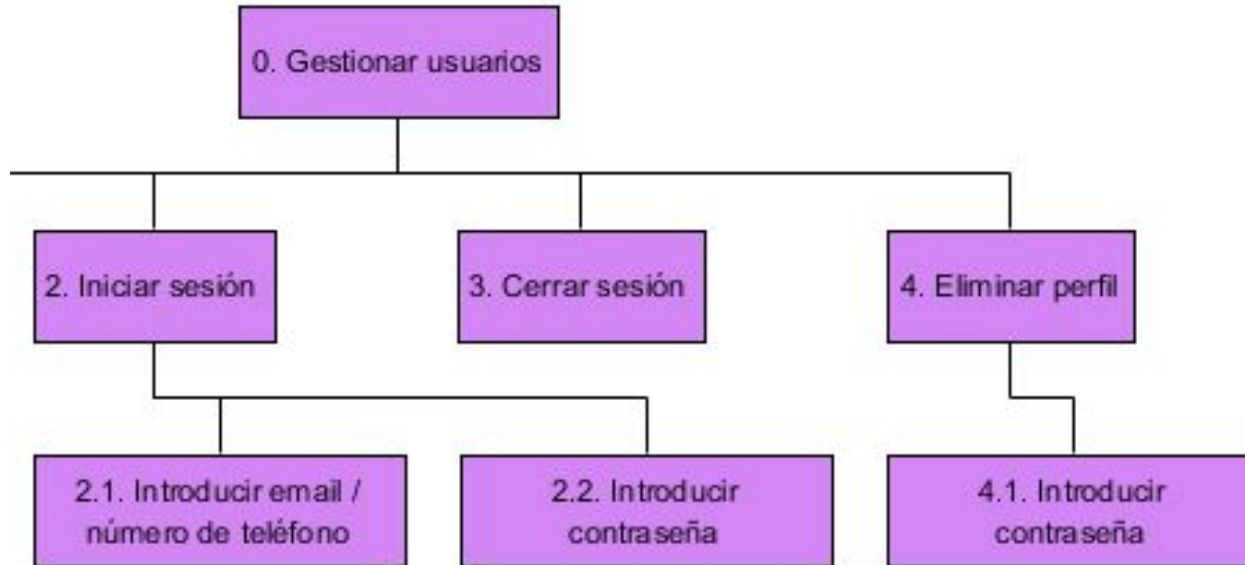 0. Gestionar usuarios
2. Iniciar sesión
3. Cerrar sesión
4. Eliminar perfil
2.1. Introducir email /
número de teléfono
2.2. Introducir
contraseña
4.1. Introducir
contraseña